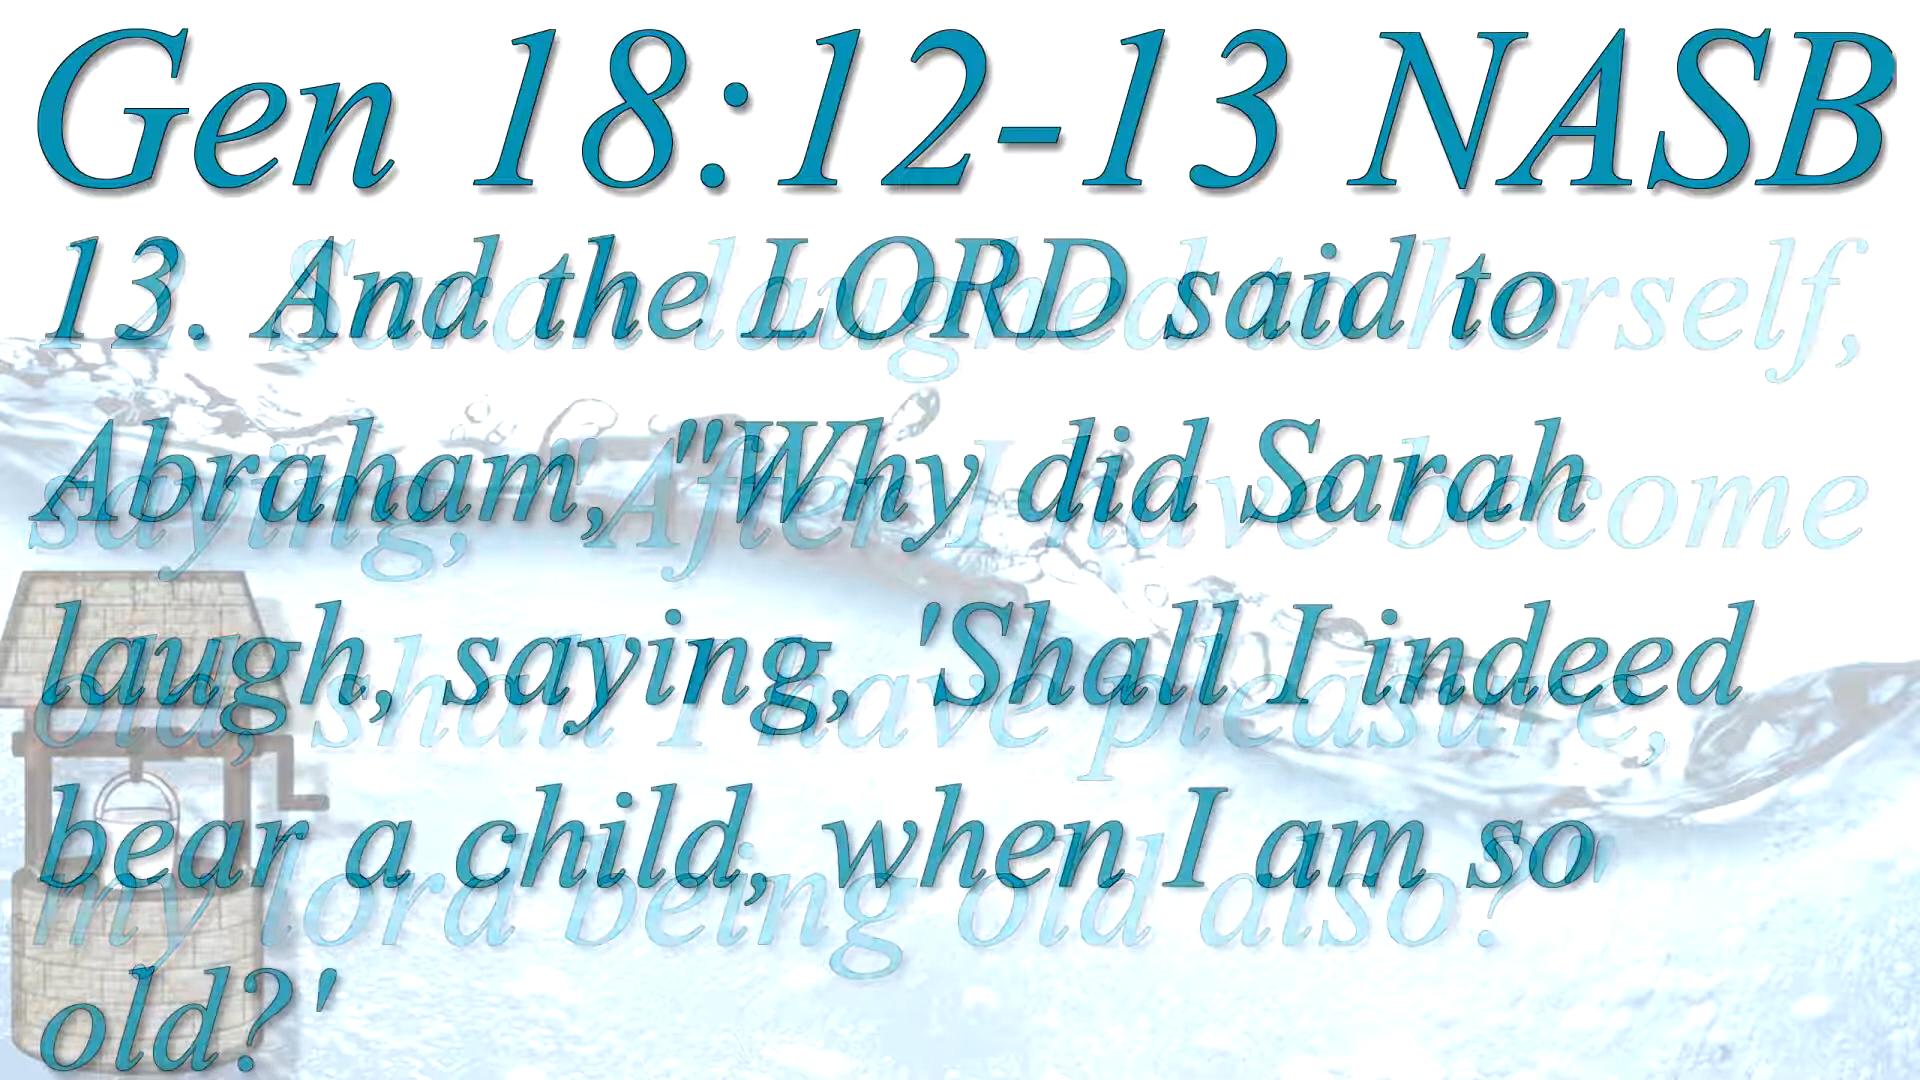 Gen 18:12-13 NASB
13. And the LORD said to
Abraham, "Why did Sarah
laugh, saying, 'Shall I indeed
bear a child, when I am so
old?'
12. Sarah laughed to herself,
saying, "After I have become
old, shall I have pleasure,
my lord being old also?"